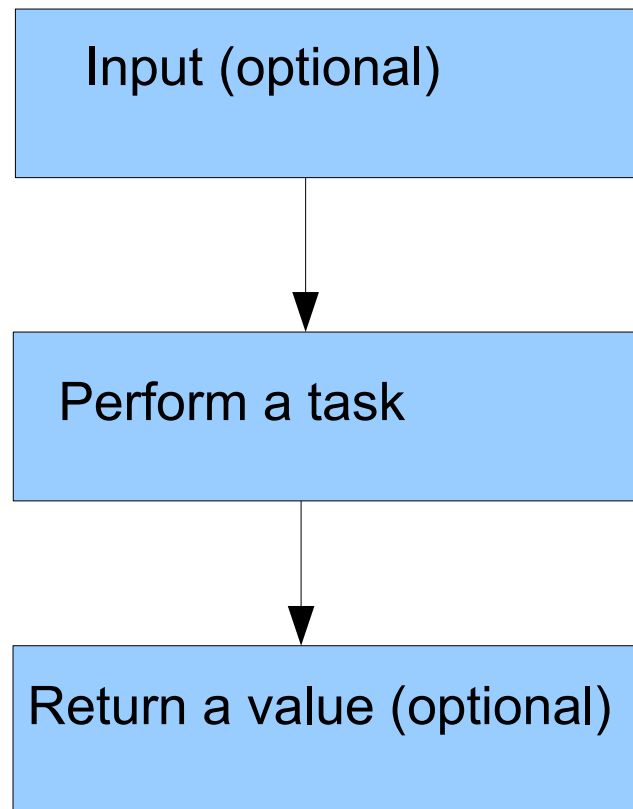 Input (optional)
Perform a task
Return a value (optional)